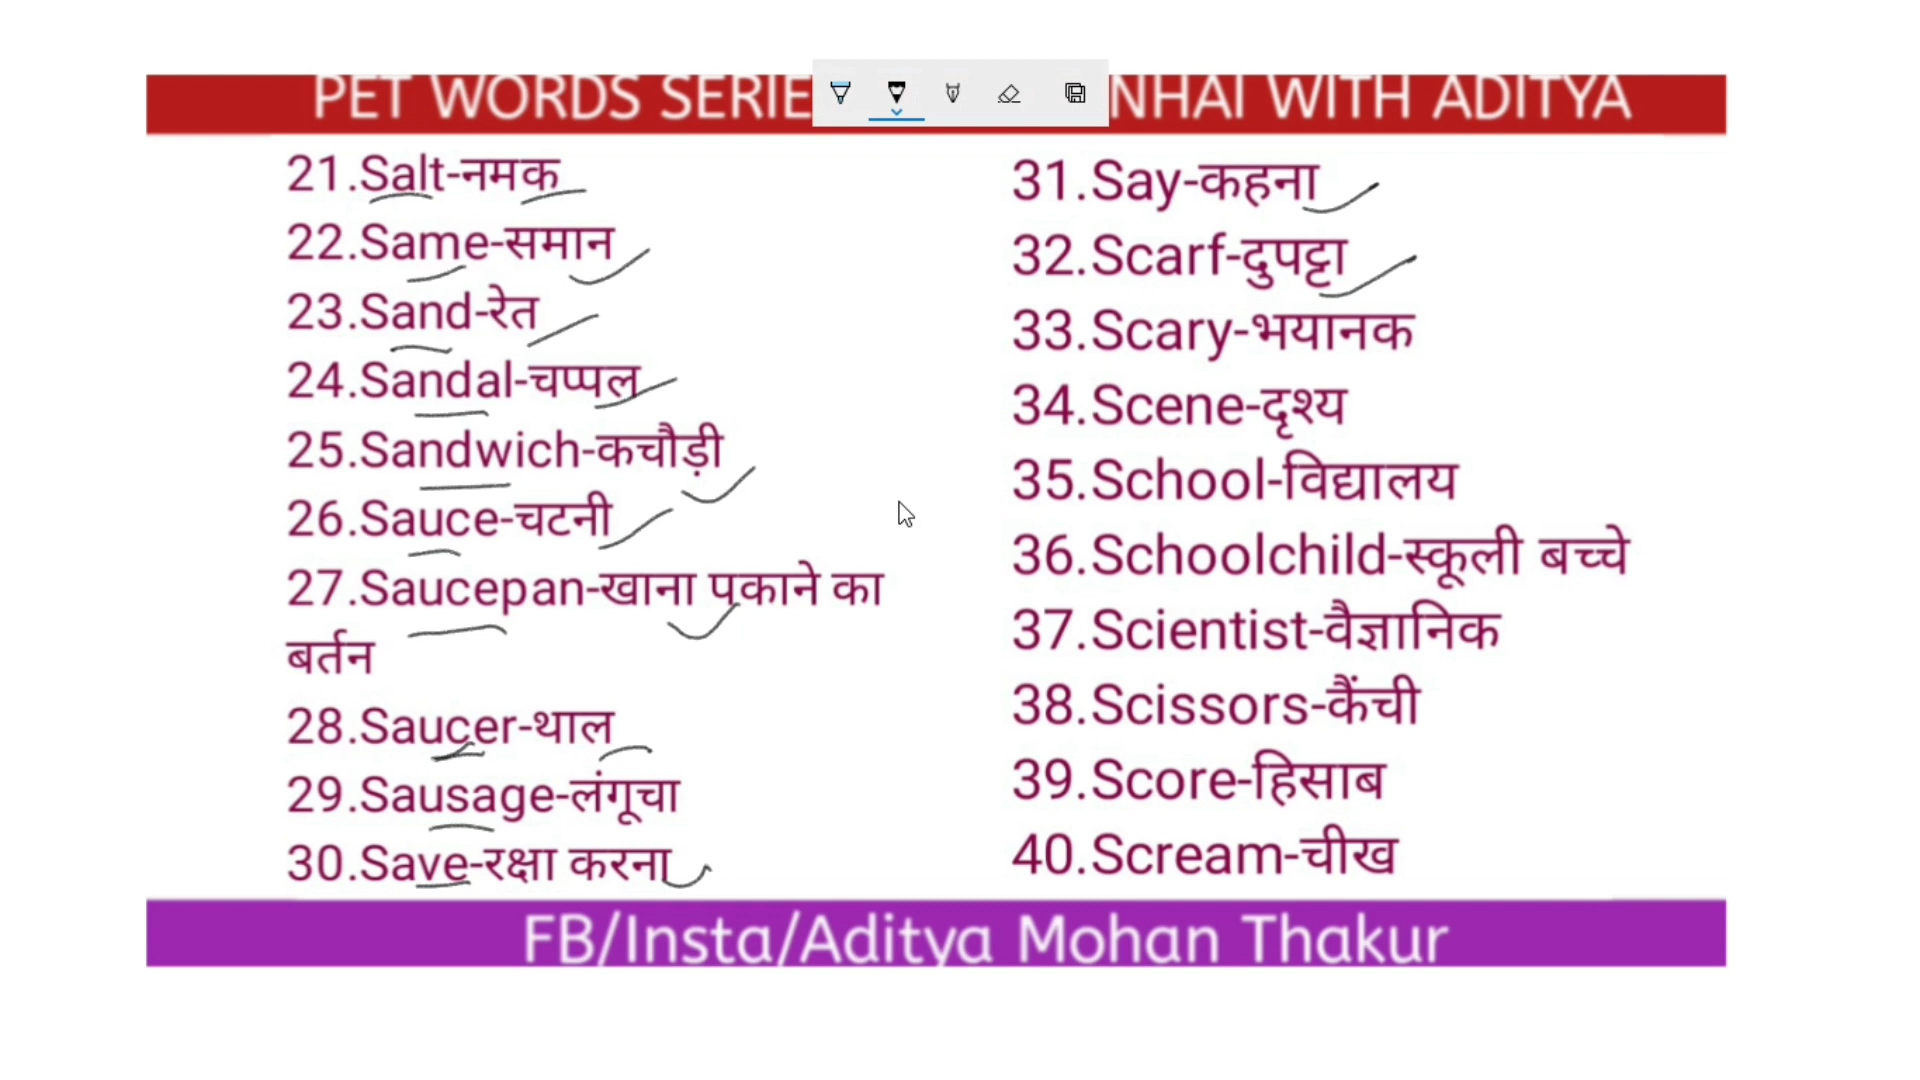 PET WORDS SERIE NHAI WITH ADITYA
21.Salt-नमक
22.Same-समान
23.Sand-रेत
24.Sandal-चप्पल
25.Sandwich-कचौड़ी
26.Sauce-चटनी
27.Saucepan-खाना पकाने का
बर्तन
28.Saucer-थाल
29.Sausage-लंगूचा
30.Save-रक्षा करना
31.Say-कहना
32.Scarf-दुपट्टा
33.Scary-भयानक
34.Scene-दृश्य
35.School-विद्यालय
36.Schoolchild-स्कूली बच्चे
37.Scientist-वैज्ञानिक
38.Scissors-कैंची
39.Score-हिसाब
40.Scream-चीख
FB/Insta/Aditya Mohan Thakur